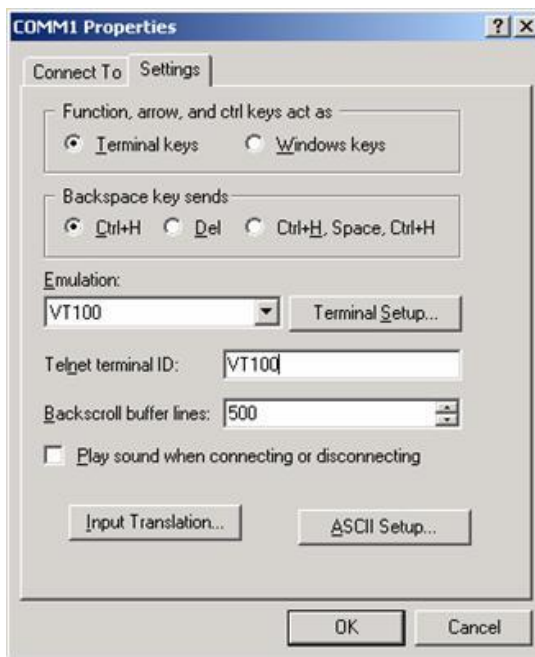 COMM1 Properties
Connect To Settings
Function, arrow, and ctrl keys act as
Terminal keys Windows keys
Backspace key sends
Ctrl+H Del Ctrl+H, Space, Ctrl+H
Emulation:
VT100 Terminal Setup...
Telnet terminal ID: VT100
Backscroll buffer lines: 500
Play sound when connecting or disconnecting
Input Translation... ASCII Setup...
OK Cancel